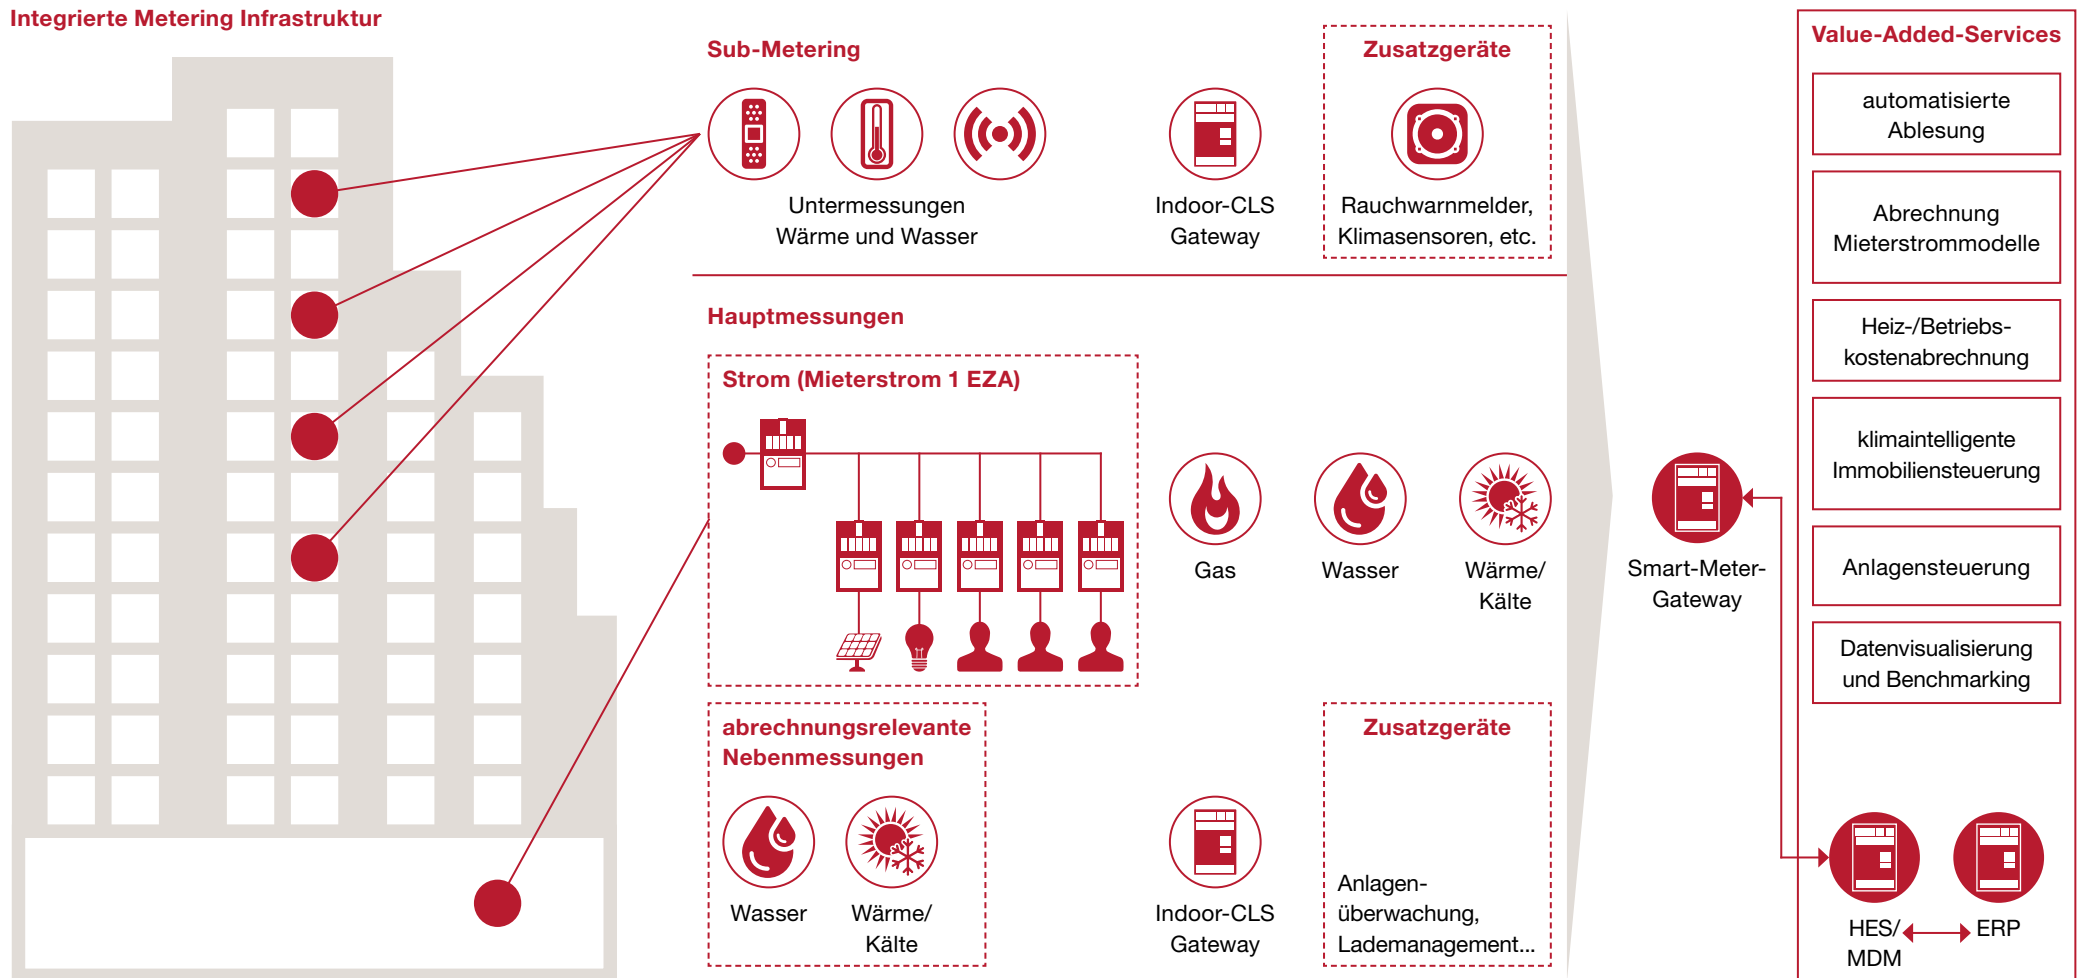 Integrierte Metering Infrastruktur
Sub-Metering
Untermessungen
Wärme und Wasser
Indoor-CLS
Gateway
Zusatzgeräte
Rauchwarnmelder,
Klimasensoren, etc.
Hauptmessungen
Strom (Mieterstrom 1 EZA)
Gas
Wasser
Wärme/
Kälte
abrechnungsrelevante
Nebenmessungen
Wasser
Wärme/
Kälte
Indoor-CLS
Gateway
Zusatzgeräte
Anlagen-
überwachung,
Lademanagement...
Smart-Meter-
Gateway
Value-Added-Services
automatisierte
Ablesung
Abrechnung
Mieterstrommodelle
Heiz-/Betriebs-
kostenabrechnung
klimaintelligente
Immobiliensteuerung
Anlagensteuerung
Datenvisualisierung
und Benchmarking
HES/
MDM
ERP